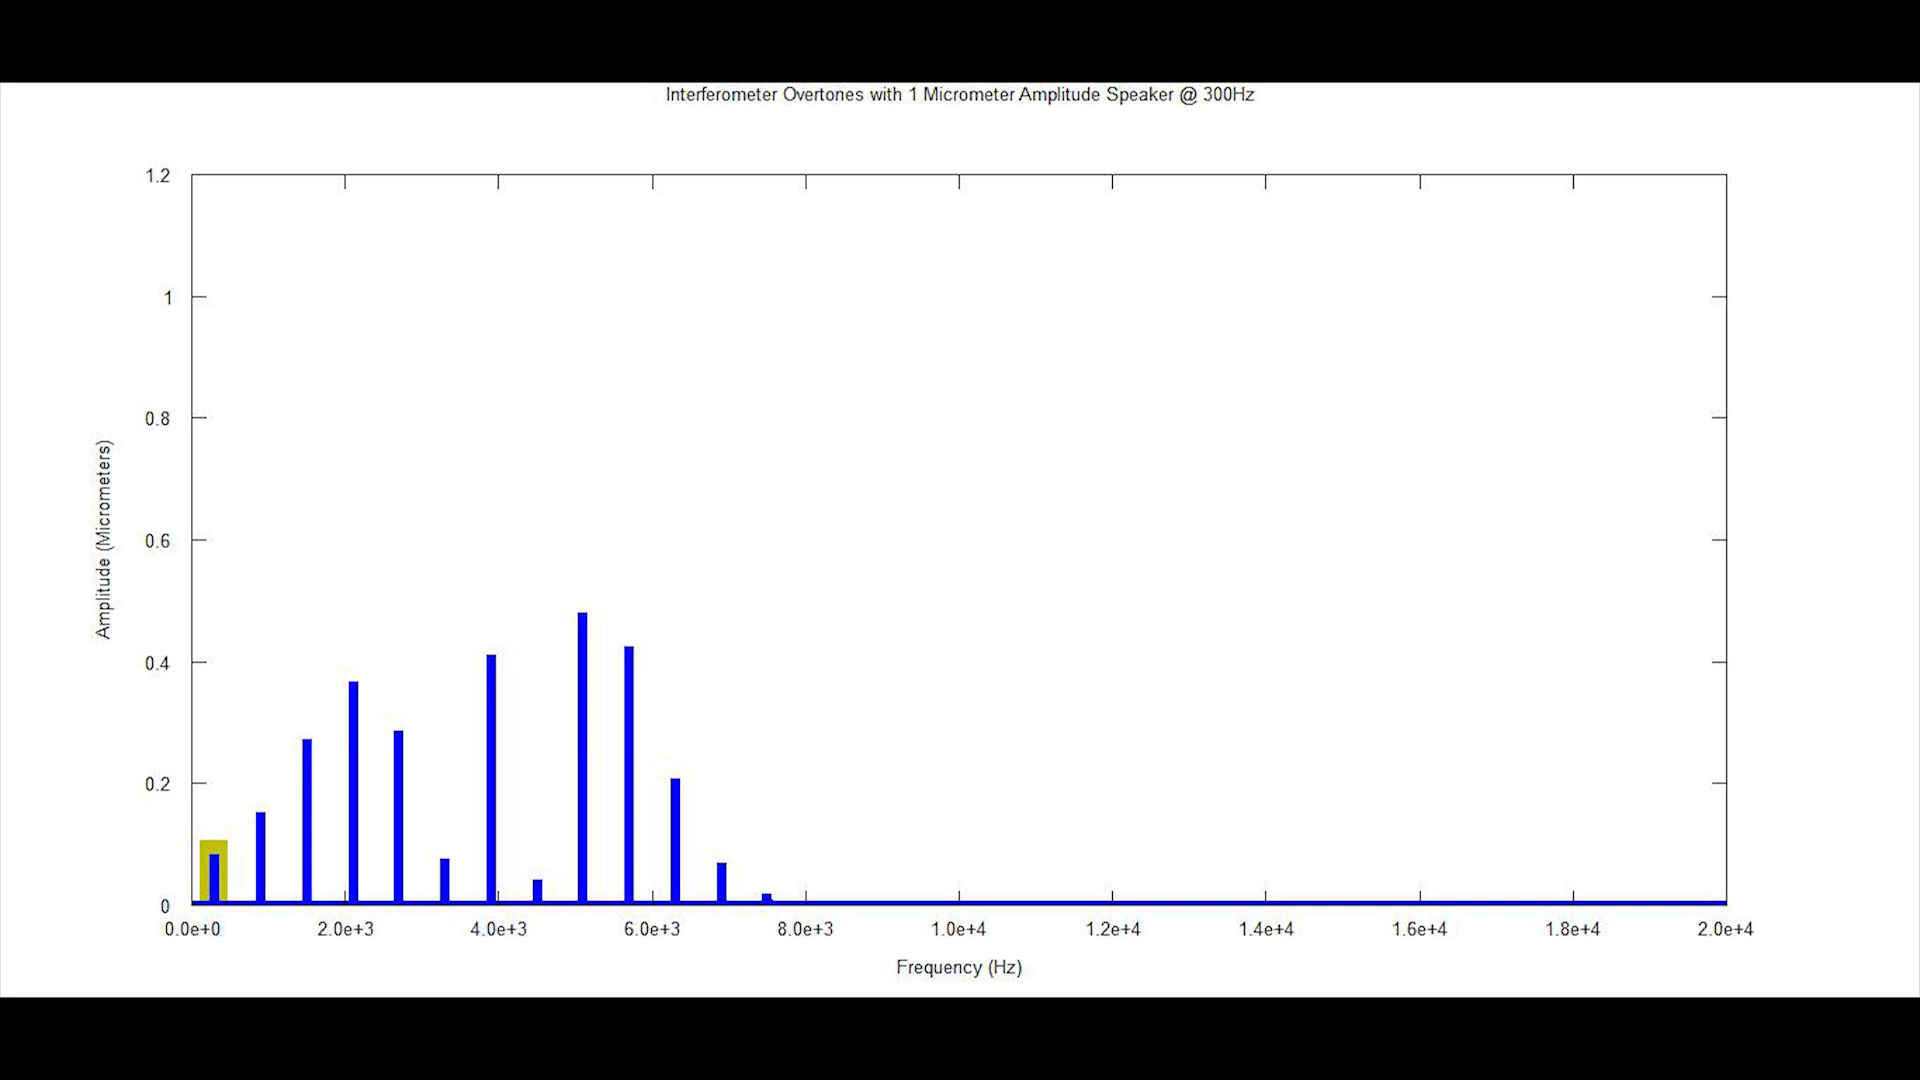 Interferometer Overtones with 1 Micrometer Amplitude Speaker @ 300Hz
1.2
1
0.8
0.6
0.4
0.2
0
Amplitude (Micrometers)
0.0e+0 2.0e+3 4.0e+3 6.0e+3 8.0e+3 1.0e+4 1.2e+4 1.4e+4 1.6e+4 1.8e+4 2.0e+4
Frequency (Hz)